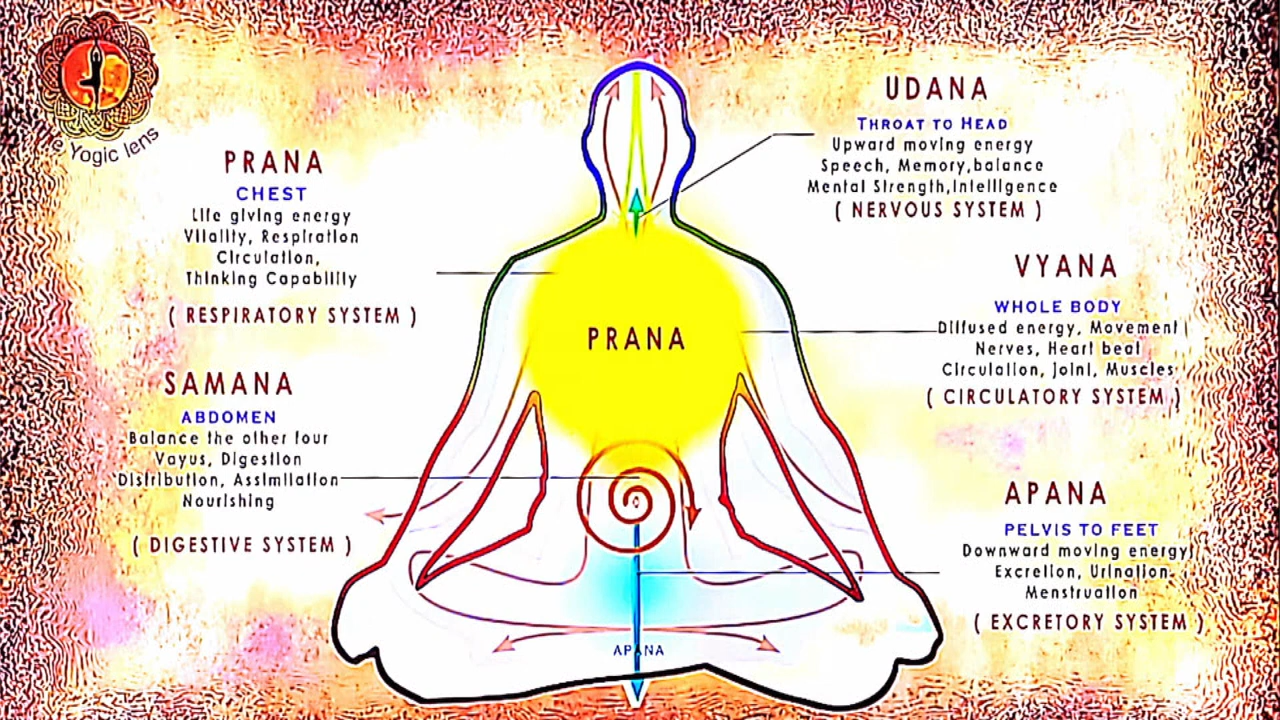 e Yogic lens
PRANA
CHEST
Life giving energy
Vitality, Respiration
Circulation,
Thinking Capability
( RESPIRATORY SYSTEM )
SAMANA
ABDOMEN
Balance the other four
Vayus, Digestion
Distribution, Assimilation
Nourishing
( DIGESTIVE SYSTEM )
PRANA
APANA
UDANA
THROAT TO HEAD
Upward moving energy
Speech, Memory,balance
Mental Strength,Intelligence
( NERVOUS SYSTEM )
VYANA
WHOLE BODY
Diffused energy, Movement
Nerves, Heart beat
Circulation, Joint, Muscles
( CIRCULATORY SYSTEM )
APANA
PELVIS TO FEET
Downward moving energy
Excretion, Urination
Menstruation
( EXCRETORY SYSTEM )